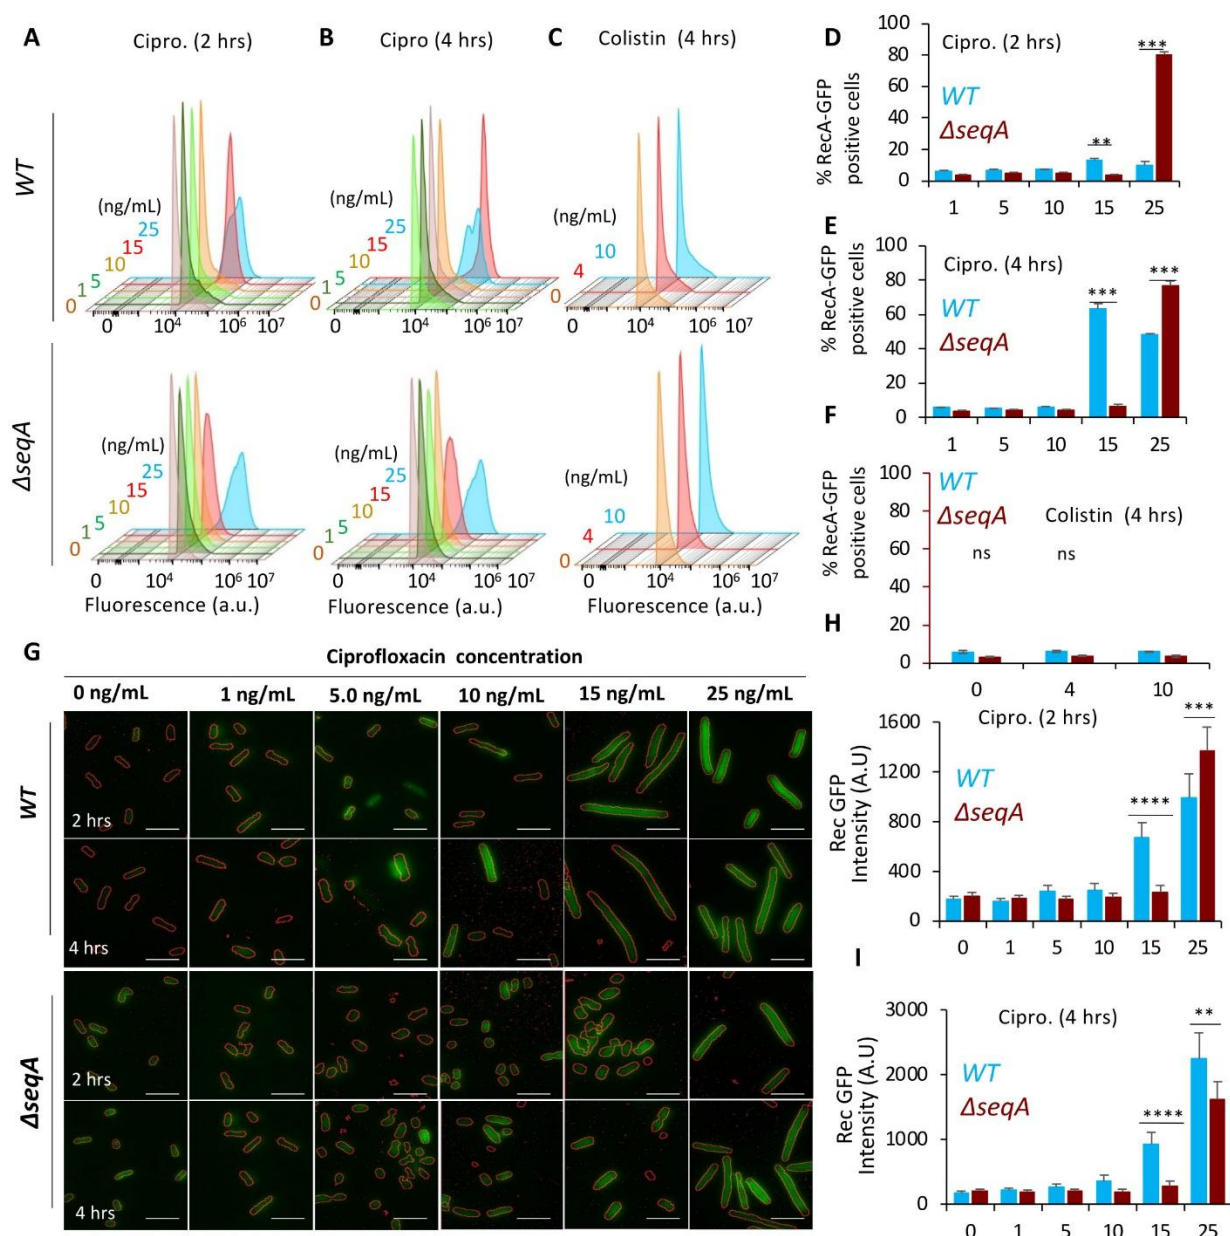 A Cipro. (2 hrs)
WT
(ng/mL)
25
15
10
5
1
0
0 10⁴ 10⁶ 10⁷
B Cipro (4 hrs)
(ng/mL)
25
15
10
5
1
0
0 10⁴ 10⁶ 10⁷
C Colistin (4 hrs)
(ng/mL)
10
4
0
0 10⁴ 10⁶ 10⁷
ΔseqA
(ng/mL)
25
15
10
5
1
0
0 10⁴ 10⁶ 10⁷
Fluorescence (a.u.)
(ng/mL)
25
15
10
5
1
0
0 10⁴ 10⁶ 10⁷
Fluorescence (a.u.)
(ng/mL)
10
4
0
0 10⁴ 10⁶ 10⁷
Fluorescence (a.u.)
D Cipro. (2 hrs)
% RecA-GFP
positive cells
100
80
60
40
20
0
WT
ΔseqA
**
***
1 5 10 15 25
E Cipro. (4 hrs)
% RecA-GFP
positive cells
100
80
60
40
20
0
WT
ΔseqA
***
***
1 5 10 15 25
F
% RecA-GFP
positive cells
100
80
60
40
20
0
WT
ΔseqA
Colistin (4 hrs)
ns ns
0 4 10
G Ciprofloxacin concentration
0 ng/mL 1 ng/mL 5.0 ng/mL 10 ng/mL 15 ng/mL 25 ng/mL
WT
2 hrs
4 hrs
ΔseqA
2 hrs
4 hrs
H Cipro. (2 hrs)
Rec GFP
Intensity (A.U)
1600
1200
800
400
0
WT
ΔseqA
****
***
0 1 5 10 15 25
I Cipro. (4 hrs)
Rec GFP
Intensity (A.U)
3000
2000
1000
0
WT
ΔseqA
****
**
0 1 5 10 15 25